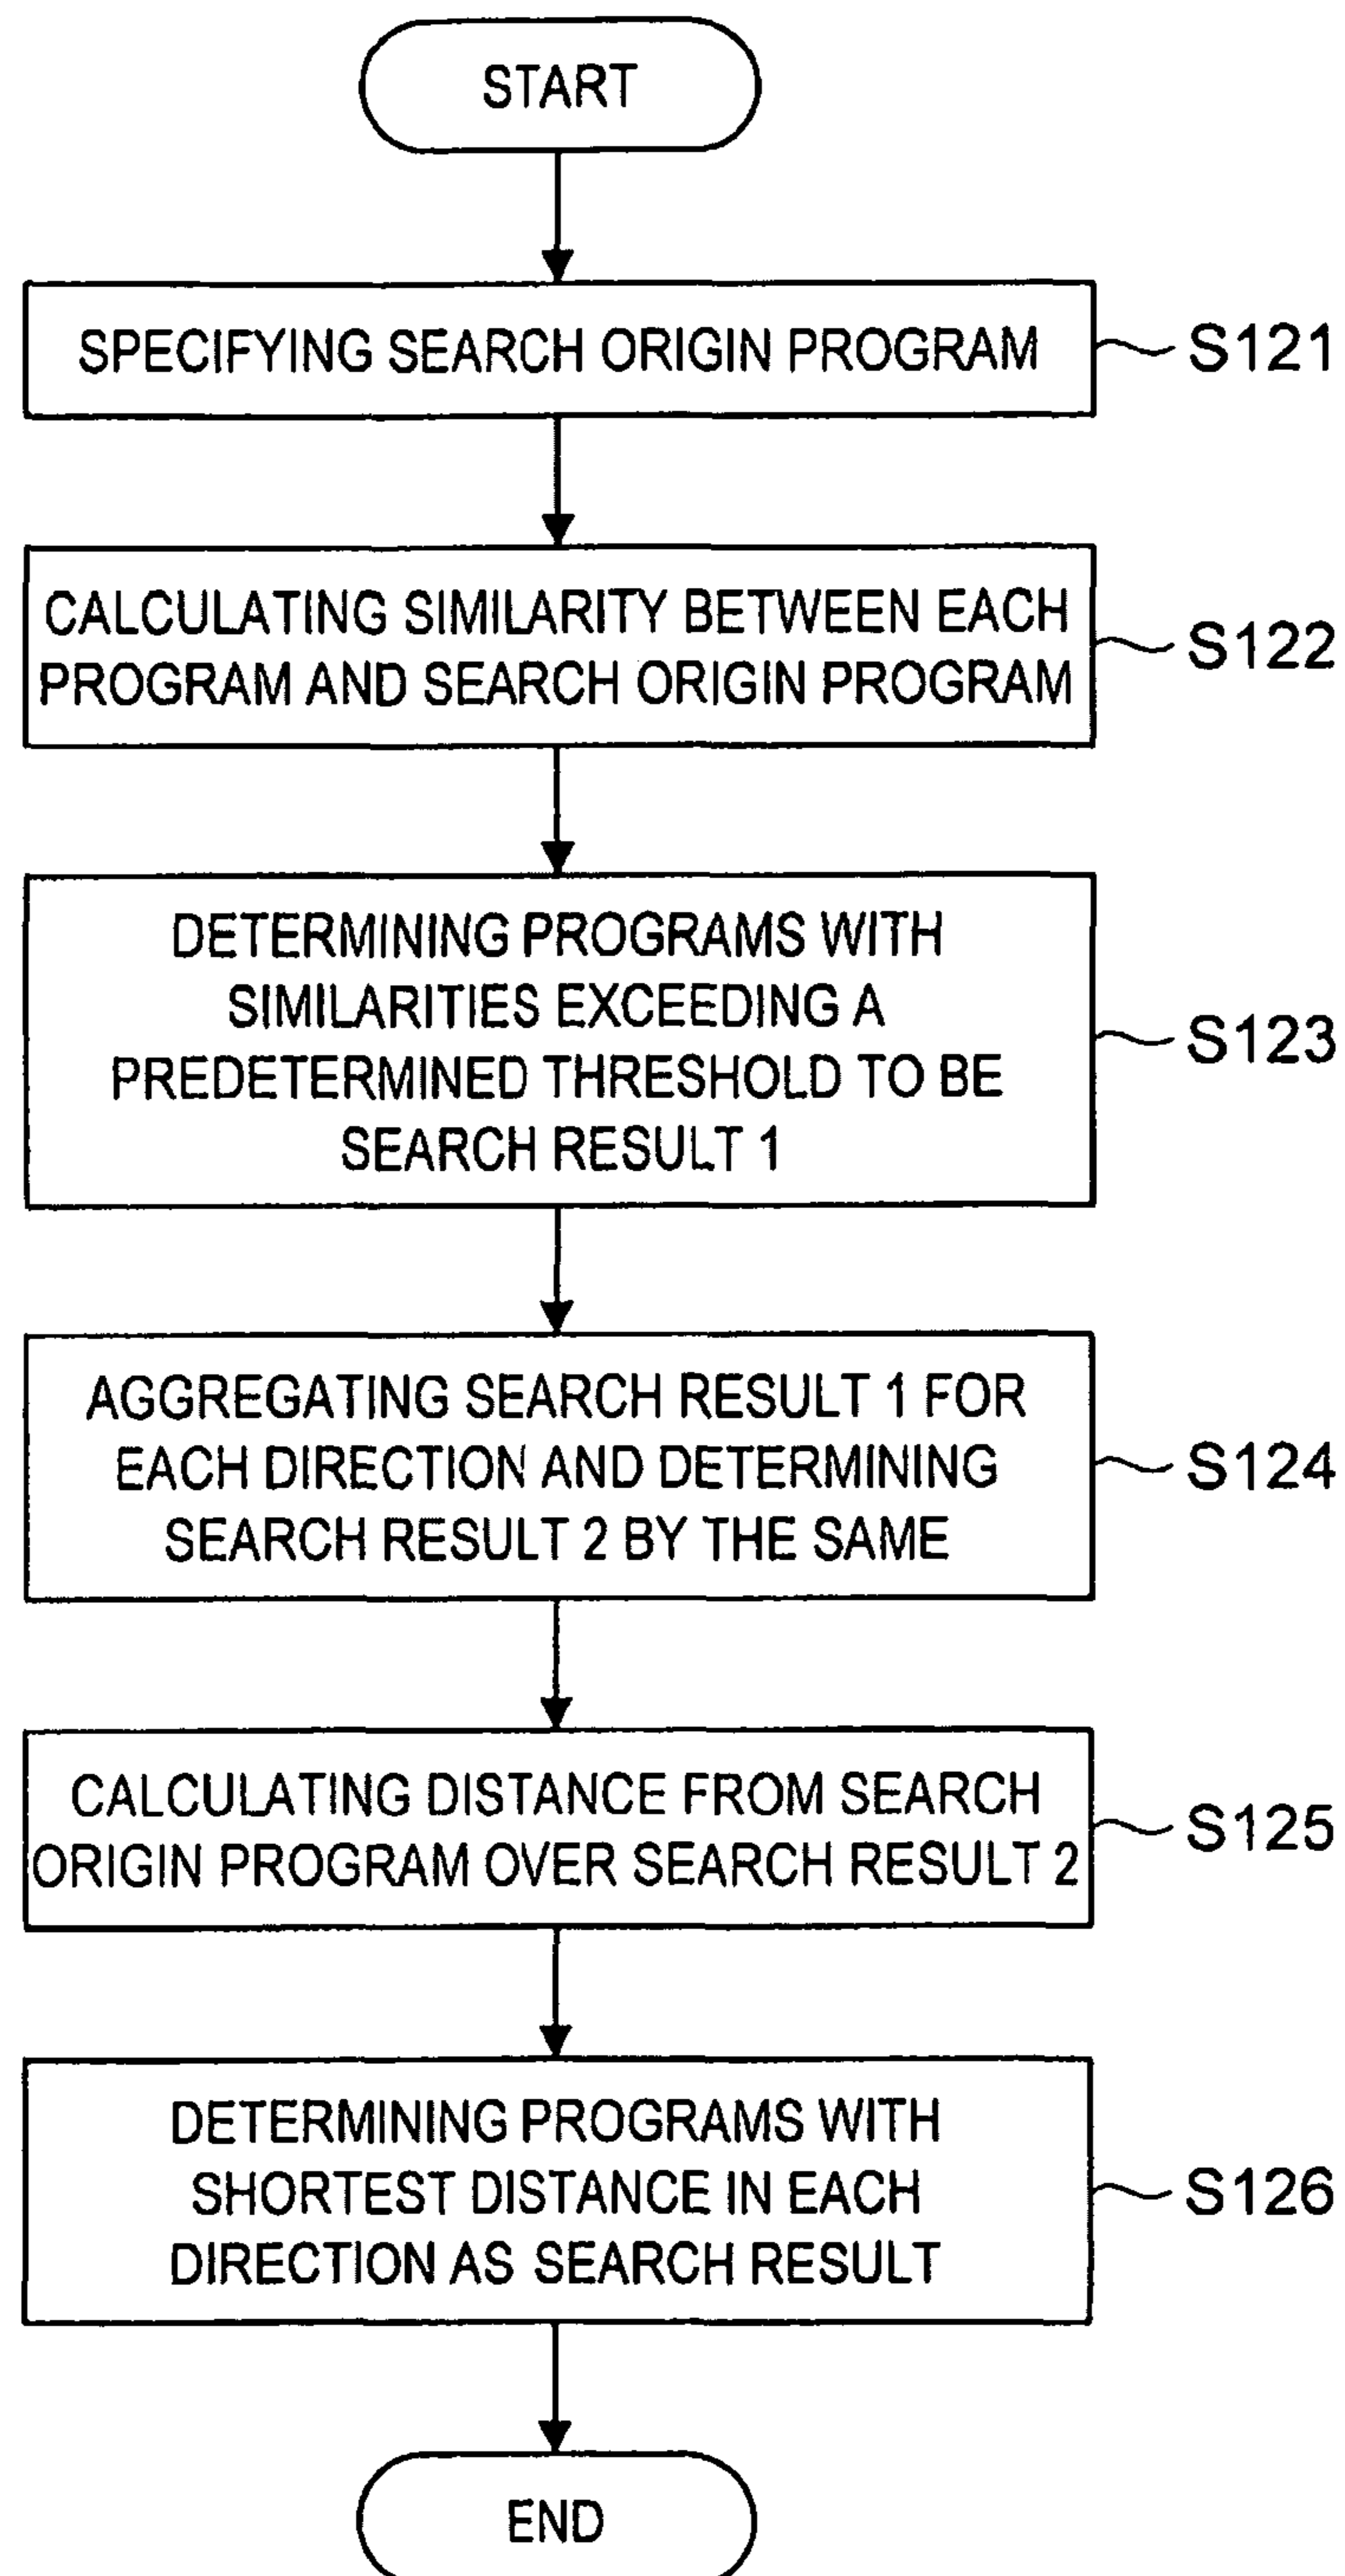 START
SPECIFYING SEARCH ORIGIN PROGRAM
S121
CALCULATING SIMILARITY BETWEEN EACH
PROGRAM AND SEARCH ORIGIN PROGRAM
S122
DETERMINING PROGRAMS WITH
SIMILARITIES EXCEEDING A
PREDETERMINED THRESHOLD TO BE
SEARCH RESULT 1
S123
AGGREGATING SEARCH RESULT 1 FOR
EACH DIRECTION AND DETERMINING
SEARCH RESULT 2 BY THE SAME
S124
CALCULATING DISTANCE FROM SEARCH
ORIGIN PROGRAM OVER SEARCH RESULT 2
S125
DETERMINING PROGRAMS WITH
SHORTEST DISTANCE IN EACH
DIRECTION AS SEARCH RESULT
S126
END